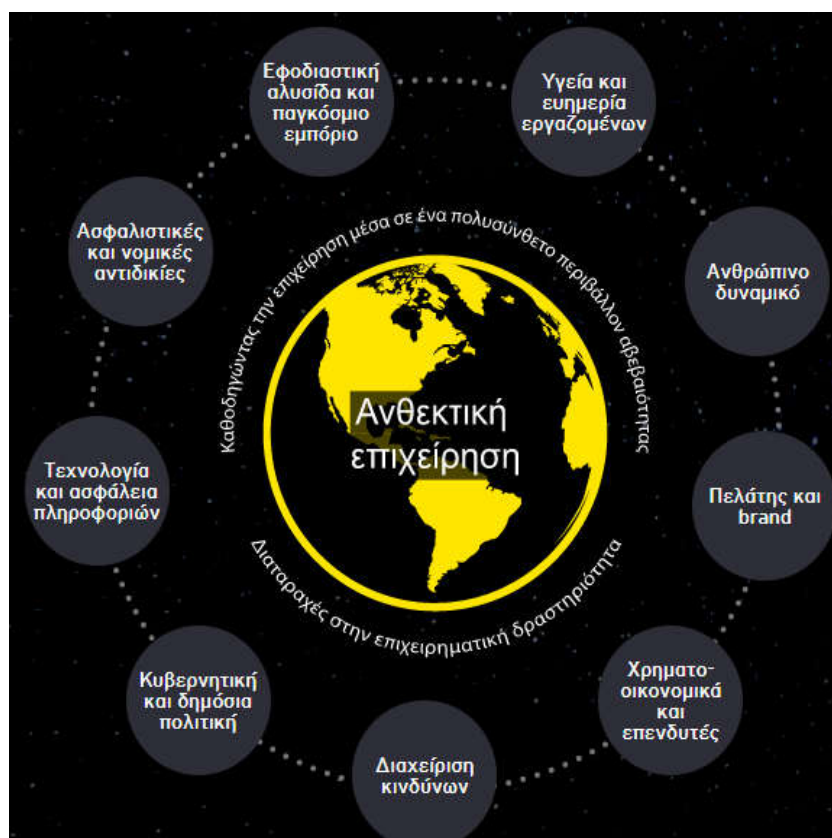 Εφοδιαστική
αλυσίδα και
παγκόσμιο
εμπόριο
Υγεία και
ευημερία
εργαζομένων
Ασφαλιστικές
και νομικές
αντιδικίες
Ανθρώπινο
δυναμικό
Καθοδηγώντας την επιχείρηση μέσα σε ένα πολυσύνθετο περιβάλλον αβεβαιότητας
Ανθεκτική
επιχείρηση
Διαταραχές στην επιχειρηματική δραστηριότητα
Τεχνολογία
και ασφάλεια
πληροφοριών
Πελάτης και
brand
Κυβερνητική
και δημόσια
πολιτική
Χρηματο-
οικονομικά
και
επενδυτές
Διαχείριση
κινδύνων